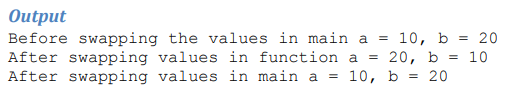 Output
Before swapping the values in main a = 10, b = 20
After swapping values in function a = 20, b = 10
After swapping values in main a = 10, b = 20